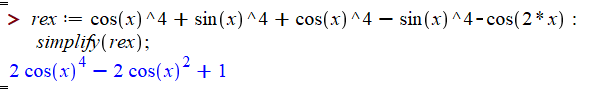 > rex := cos(x)^4 + sin(x)^4 + cos(x)^4 − sin(x)^4-cos(2*x) :
simplify(rex);
2 cos(x)⁴ − 2 cos(x)² + 1